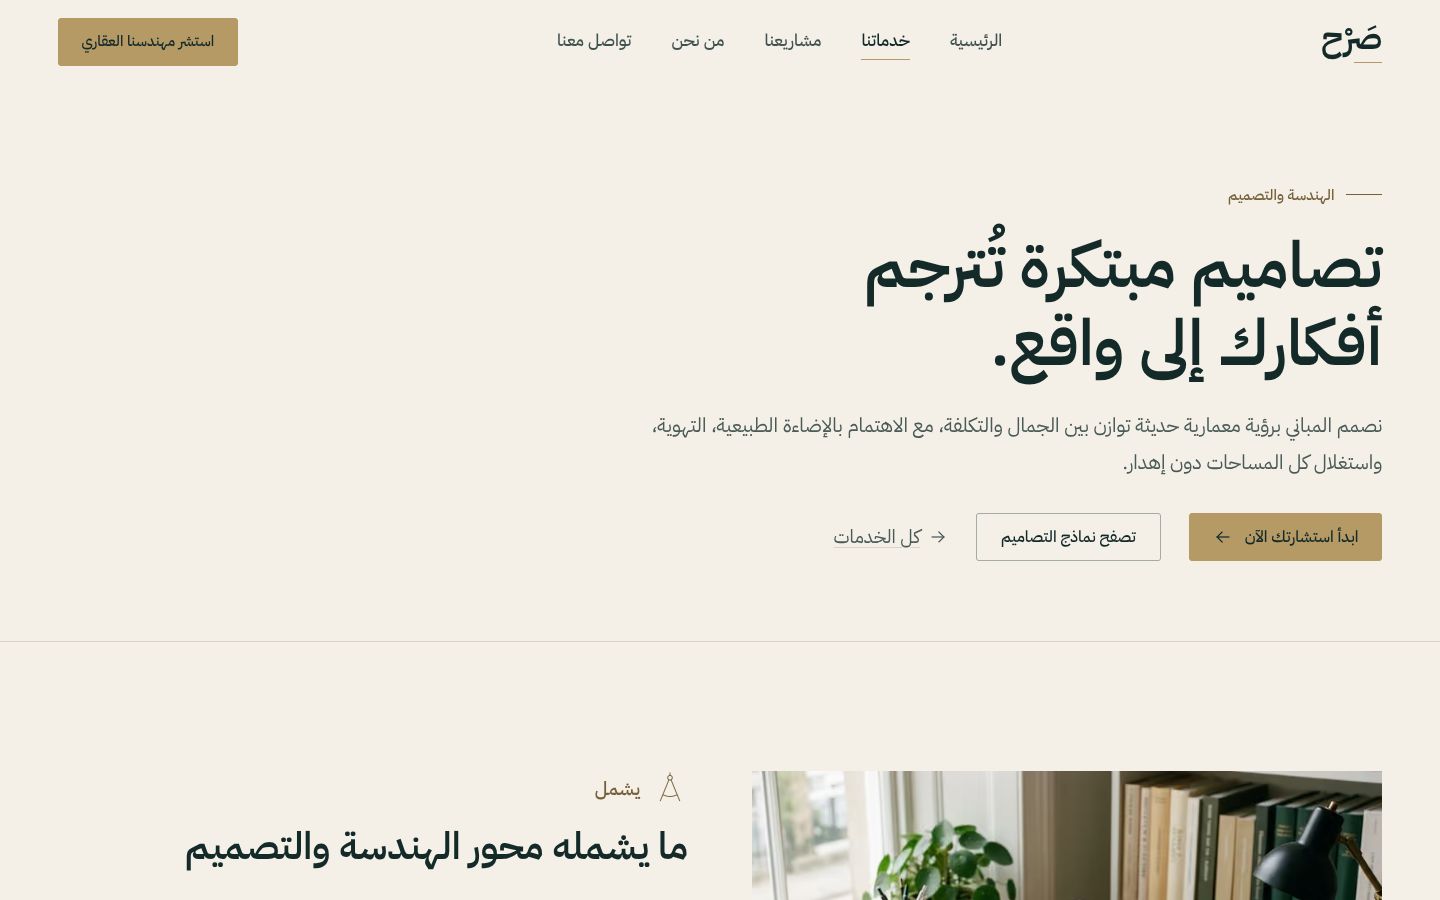 صَرْح
الرئيسية
خدماتنا
مشاريعنا
من نحن
تواصل معنا
استشر مهندسنا العقاري
الهندسة والتصميم
تصاميم مبتكرة تُترجم
أفكارك إلى واقع.
نصمم المباني برؤية معمارية حديثة توازن بين الجمال والتكلفة، مع الاهتمام بالإضاءة الطبيعية، التهوية،
واستغلال كل المساحات دون إهدار.
ابدأ استشارتك الآن ←
تصفح نماذج التصاميم
→ كل الخدمات
يشمل
ما يشمله محور الهندسة والتصميم